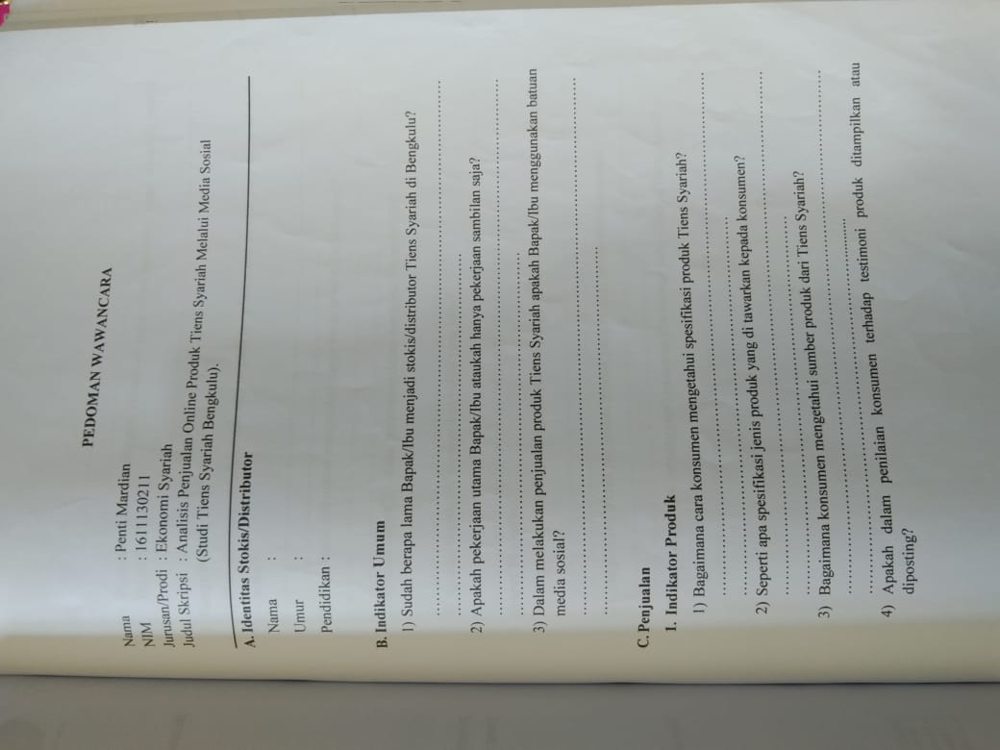 PEDOMAN WAWANCARA
Nama : Penti Mardian
NIM : 1611130211
Jurusan/Prodi : Ekonomi Syariah
Judul Skripsi : Analisis Penjualan Online Produk Tiens Syariah Melalui Media Sosial
(Studi Tiens Syariah Bengkulu).
A. Identitas Stokis/Distributor
Nama :
Umur :
Pendidikan :
B. Indikator Umum
1) Sudah berapa lama Bapak/Ibu menjadi stokis/distributor Tiens Syariah di Bengkulu?
2) Apakah pekerjaan utama Bapak/Ibu ataukah hanya pekerjaan sambilan saja?
3) Dalam melakukan penjualan produk Tiens Syariah apakah Bapak/Ibu menggunakan batuan
media sosial?
C. Penjualan
1. Indikator Produk
1) Bagaimana cara konsumen mengetahui spesifikasi produk Tiens Syariah?
2) Seperti apa spesifikasi jenis produk yang di tawarkan kepada konsumen?
3) Bagaimana konsumen mengetahui sumber produk dari Tiens Syariah?
4) Apakah dalam penilaian konsumen terhadap testimoni produk ditampilkan atau
diposting?